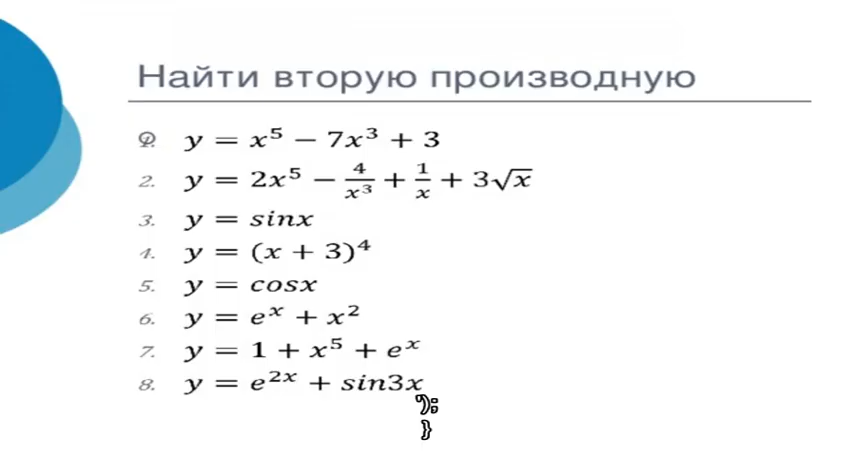 Найти вторую производную
1. y = x⁵ − 7x³ + 3
2. y = 2x⁵ − 4/x³ + 1/x + 3√x
3. y = sinx
4. y = (x + 3)⁴
5. y = cosx
6. y = eˣ + x²
7. y = 1 + x⁵ + eˣ
8. y = e²ˣ + sin3x
');
}